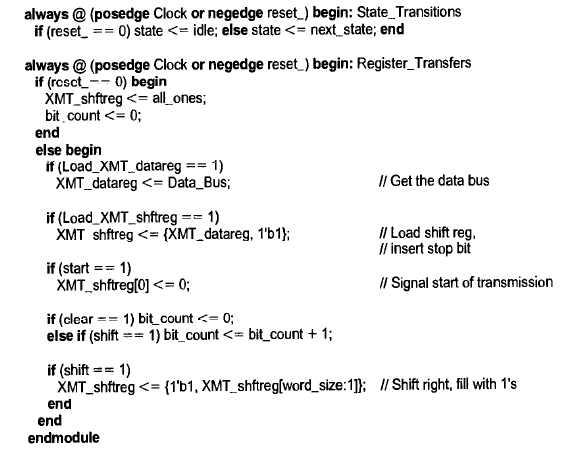 always @ (posedge Clock or negedge reset_) begin: State_Transitions
if (reset_ == 0) state <= idle; else state <= next_state; end
always @ (posedge Clock or negedge reset_) begin: Register_Transfers
if (reset_ == 0) begin
XMT_shftreg <= all_ones;
bit_count <= 0;
end
else begin
if (Load_XMT_datareg == 1)
XMT_datareg <= Data_Bus; // Get the data bus
if (Load_XMT_shftreg == 1)
XMT_shftreg <= {XMT_datareg, 1'b1}; // Load shift reg,
// insert stop bit
if (start == 1)
XMT_shftreg[0] <= 0; // Signal start of transmission
if (clear == 1) bit_count <= 0;
else if (shift == 1) bit_count <= bit_count + 1;
if (shift == 1)
XMT_shftreg <= {1'b1, XMT_shftreg[word_size:1]}; // Shift right, fill with 1's
end
end
endmodule